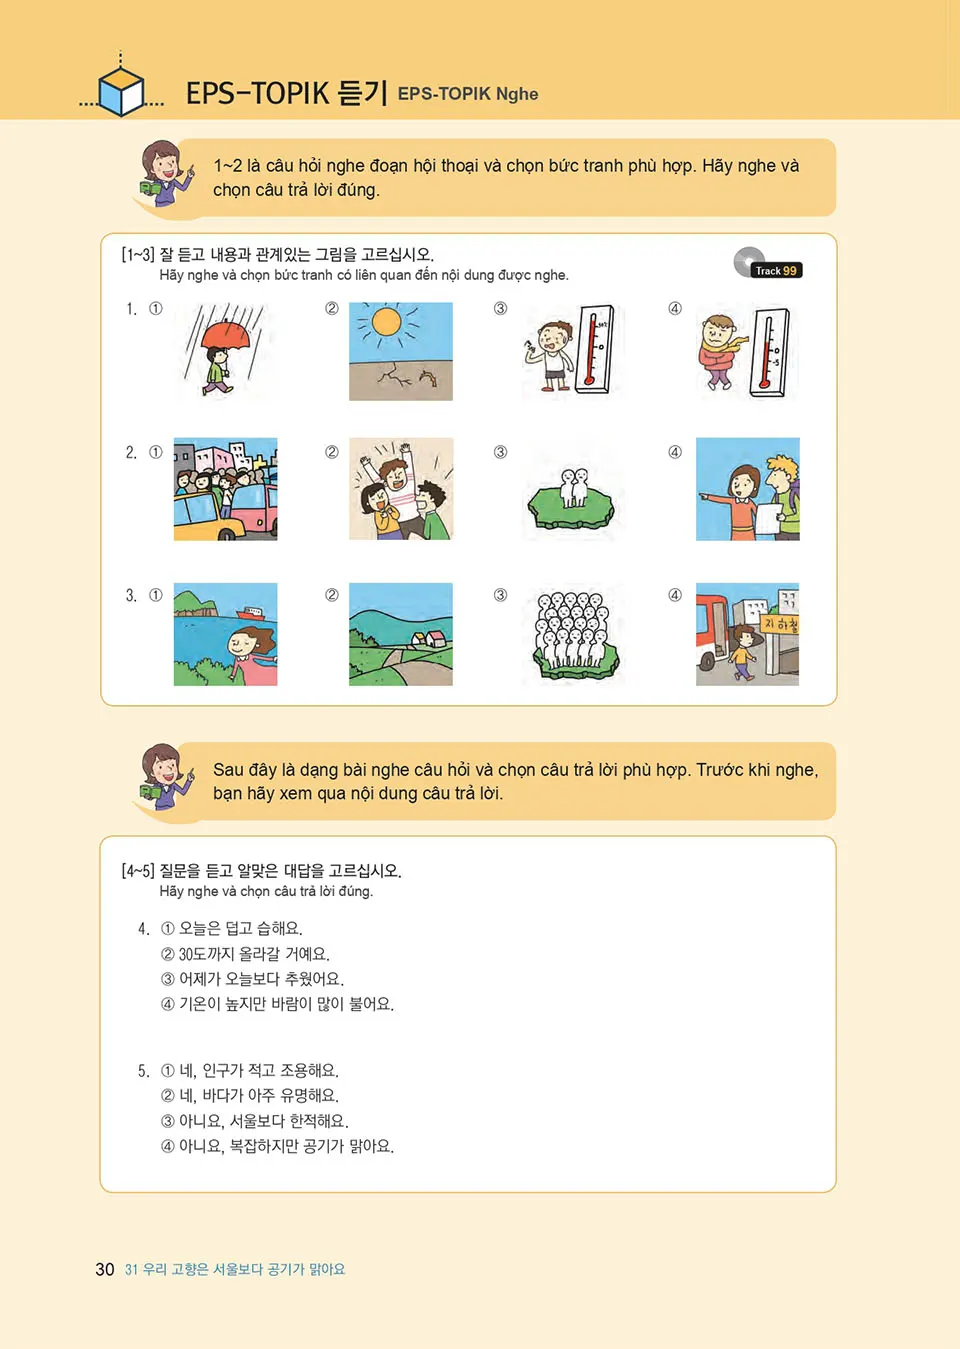 EPS-TOPIK 듣기 EPS-TOPIK Nghe
1~2 là câu hỏi nghe đoạn hội thoại và chọn bức tranh phù hợp. Hãy nghe và
chọn câu trả lời đúng.
[1~3] 잘 듣고 내용과 관계있는 그림을 고르십시오.
Hãy nghe và chọn bức tranh có liên quan đến nội dung được nghe.
Track 99
1. ① ② ③ ④
0
-5
2. ① ② ③ ④
3. ① ② ③ ④
지하철
Sau đây là dạng bài nghe câu hỏi và chọn câu trả lời phù hợp. Trước khi nghe,
bạn hãy xem qua nội dung câu trả lời.
[4~5] 질문을 듣고 알맞은 대답을 고르십시오.
Hãy nghe và chọn câu trả lời đúng.
4. ① 오늘은 덥고 습해요.
② 30도까지 올라갈 거예요.
③ 어제가 오늘보다 추웠어요.
④ 기온이 높지만 바람이 많이 불어요.
5. ① 네, 인구가 적고 조용해요.
② 네, 바다가 아주 유명해요.
③ 아니요, 서울보다 한적해요.
④ 아니요, 복잡하지만 공기가 맑아요.
30 31 우리 고향은 서울보다 공기가 맑아요